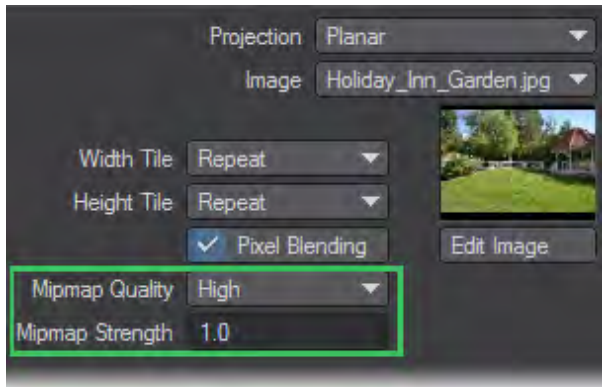 Projection Planar
Image Holiday_Inn_Garden.jpg
Width Tile Repeat
Height Tile Repeat
Pixel Blending Edit Image
Mipmap Quality High
Mipmap Strength 1.0